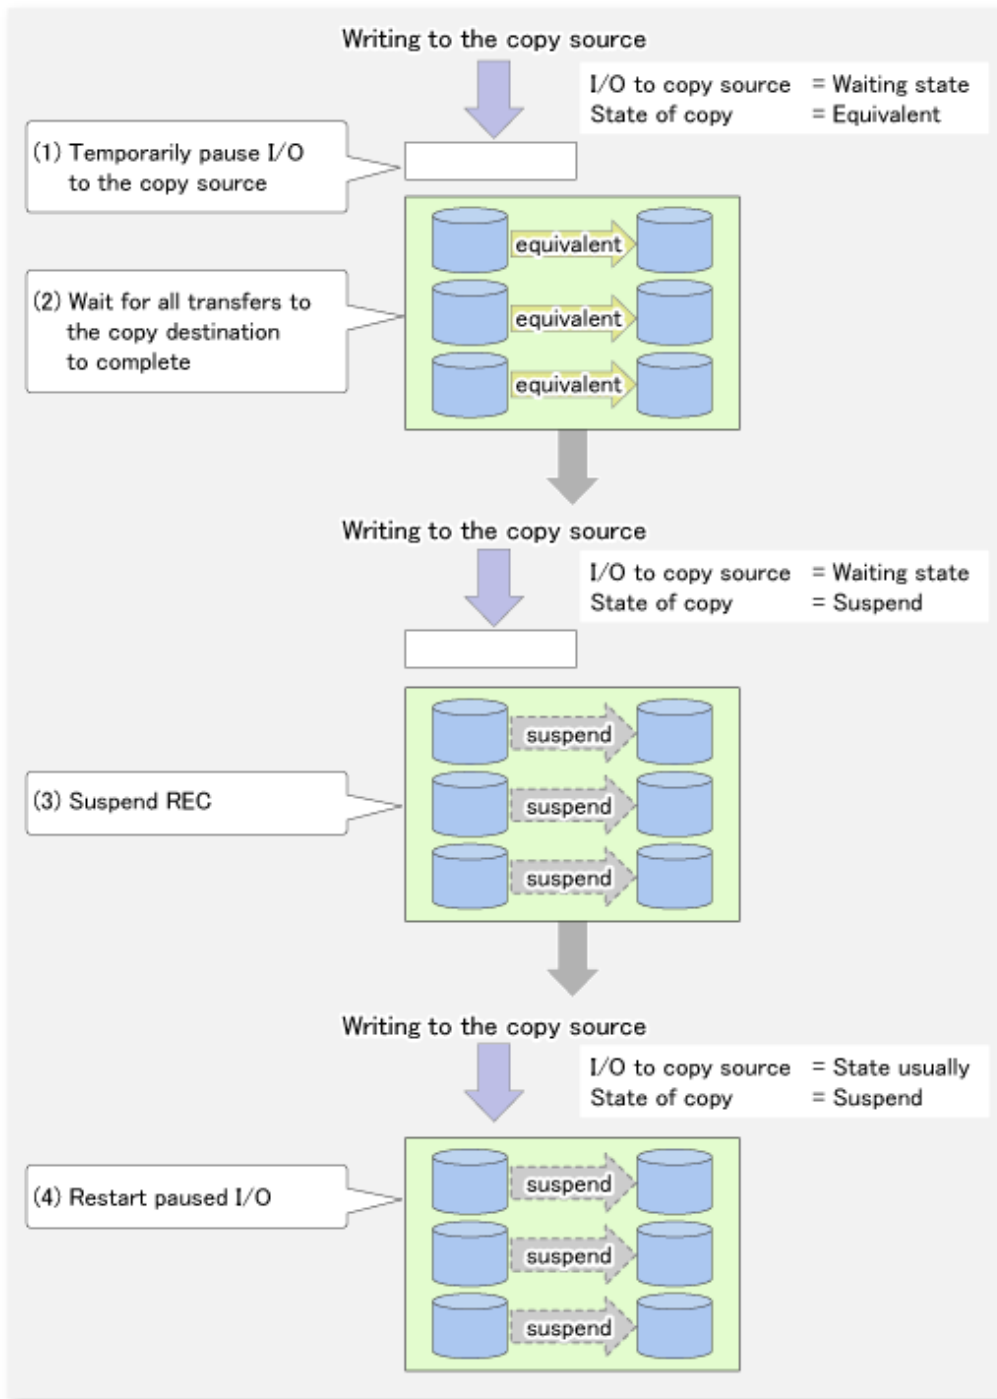 Writing to the copy source
I/O to copy source = Waiting state
State of copy = Equivalent
(1) Temporarily pause I/O
to the copy source
equivalent
(2) Wait for all transfers to
the copy destination
to complete
equivalent
equivalent
Writing to the copy source
I/O to copy source = Waiting state
State of copy = Suspend
suspend
(3) Suspend REC
suspend
suspend
Writing to the copy source
I/O to copy source = State usually
State of copy = Suspend
(4) Restart paused I/O
suspend
suspend
suspend